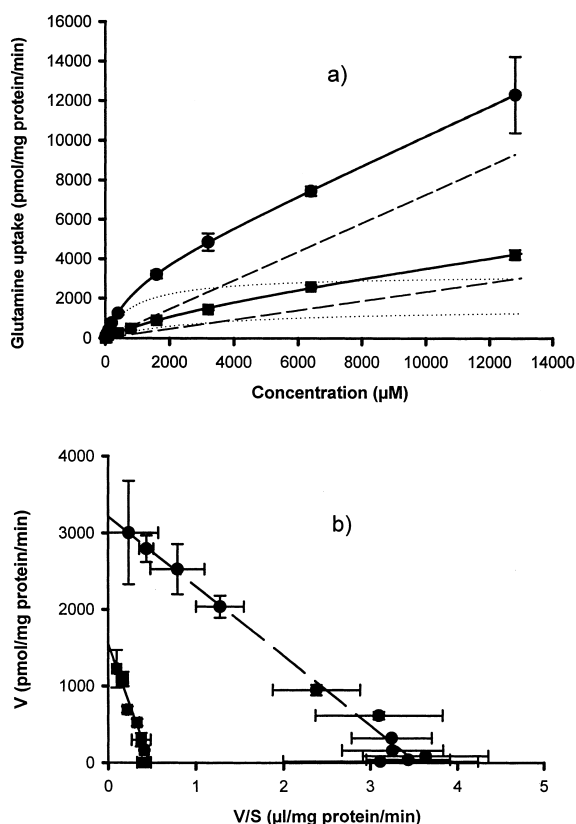 16000
14000
12000
10000
8000
6000
4000
2000
0
Glutamine uptake (pmol/mg protein/min)
a)
0 2000 4000 6000 8000 10000 12000 14000
Concentration (µM)
4000
3000
2000
1000
0
V (pmol/mg protein/min)
b)
0 1 2 3 4 5
V/S (µl/mg protein/min)